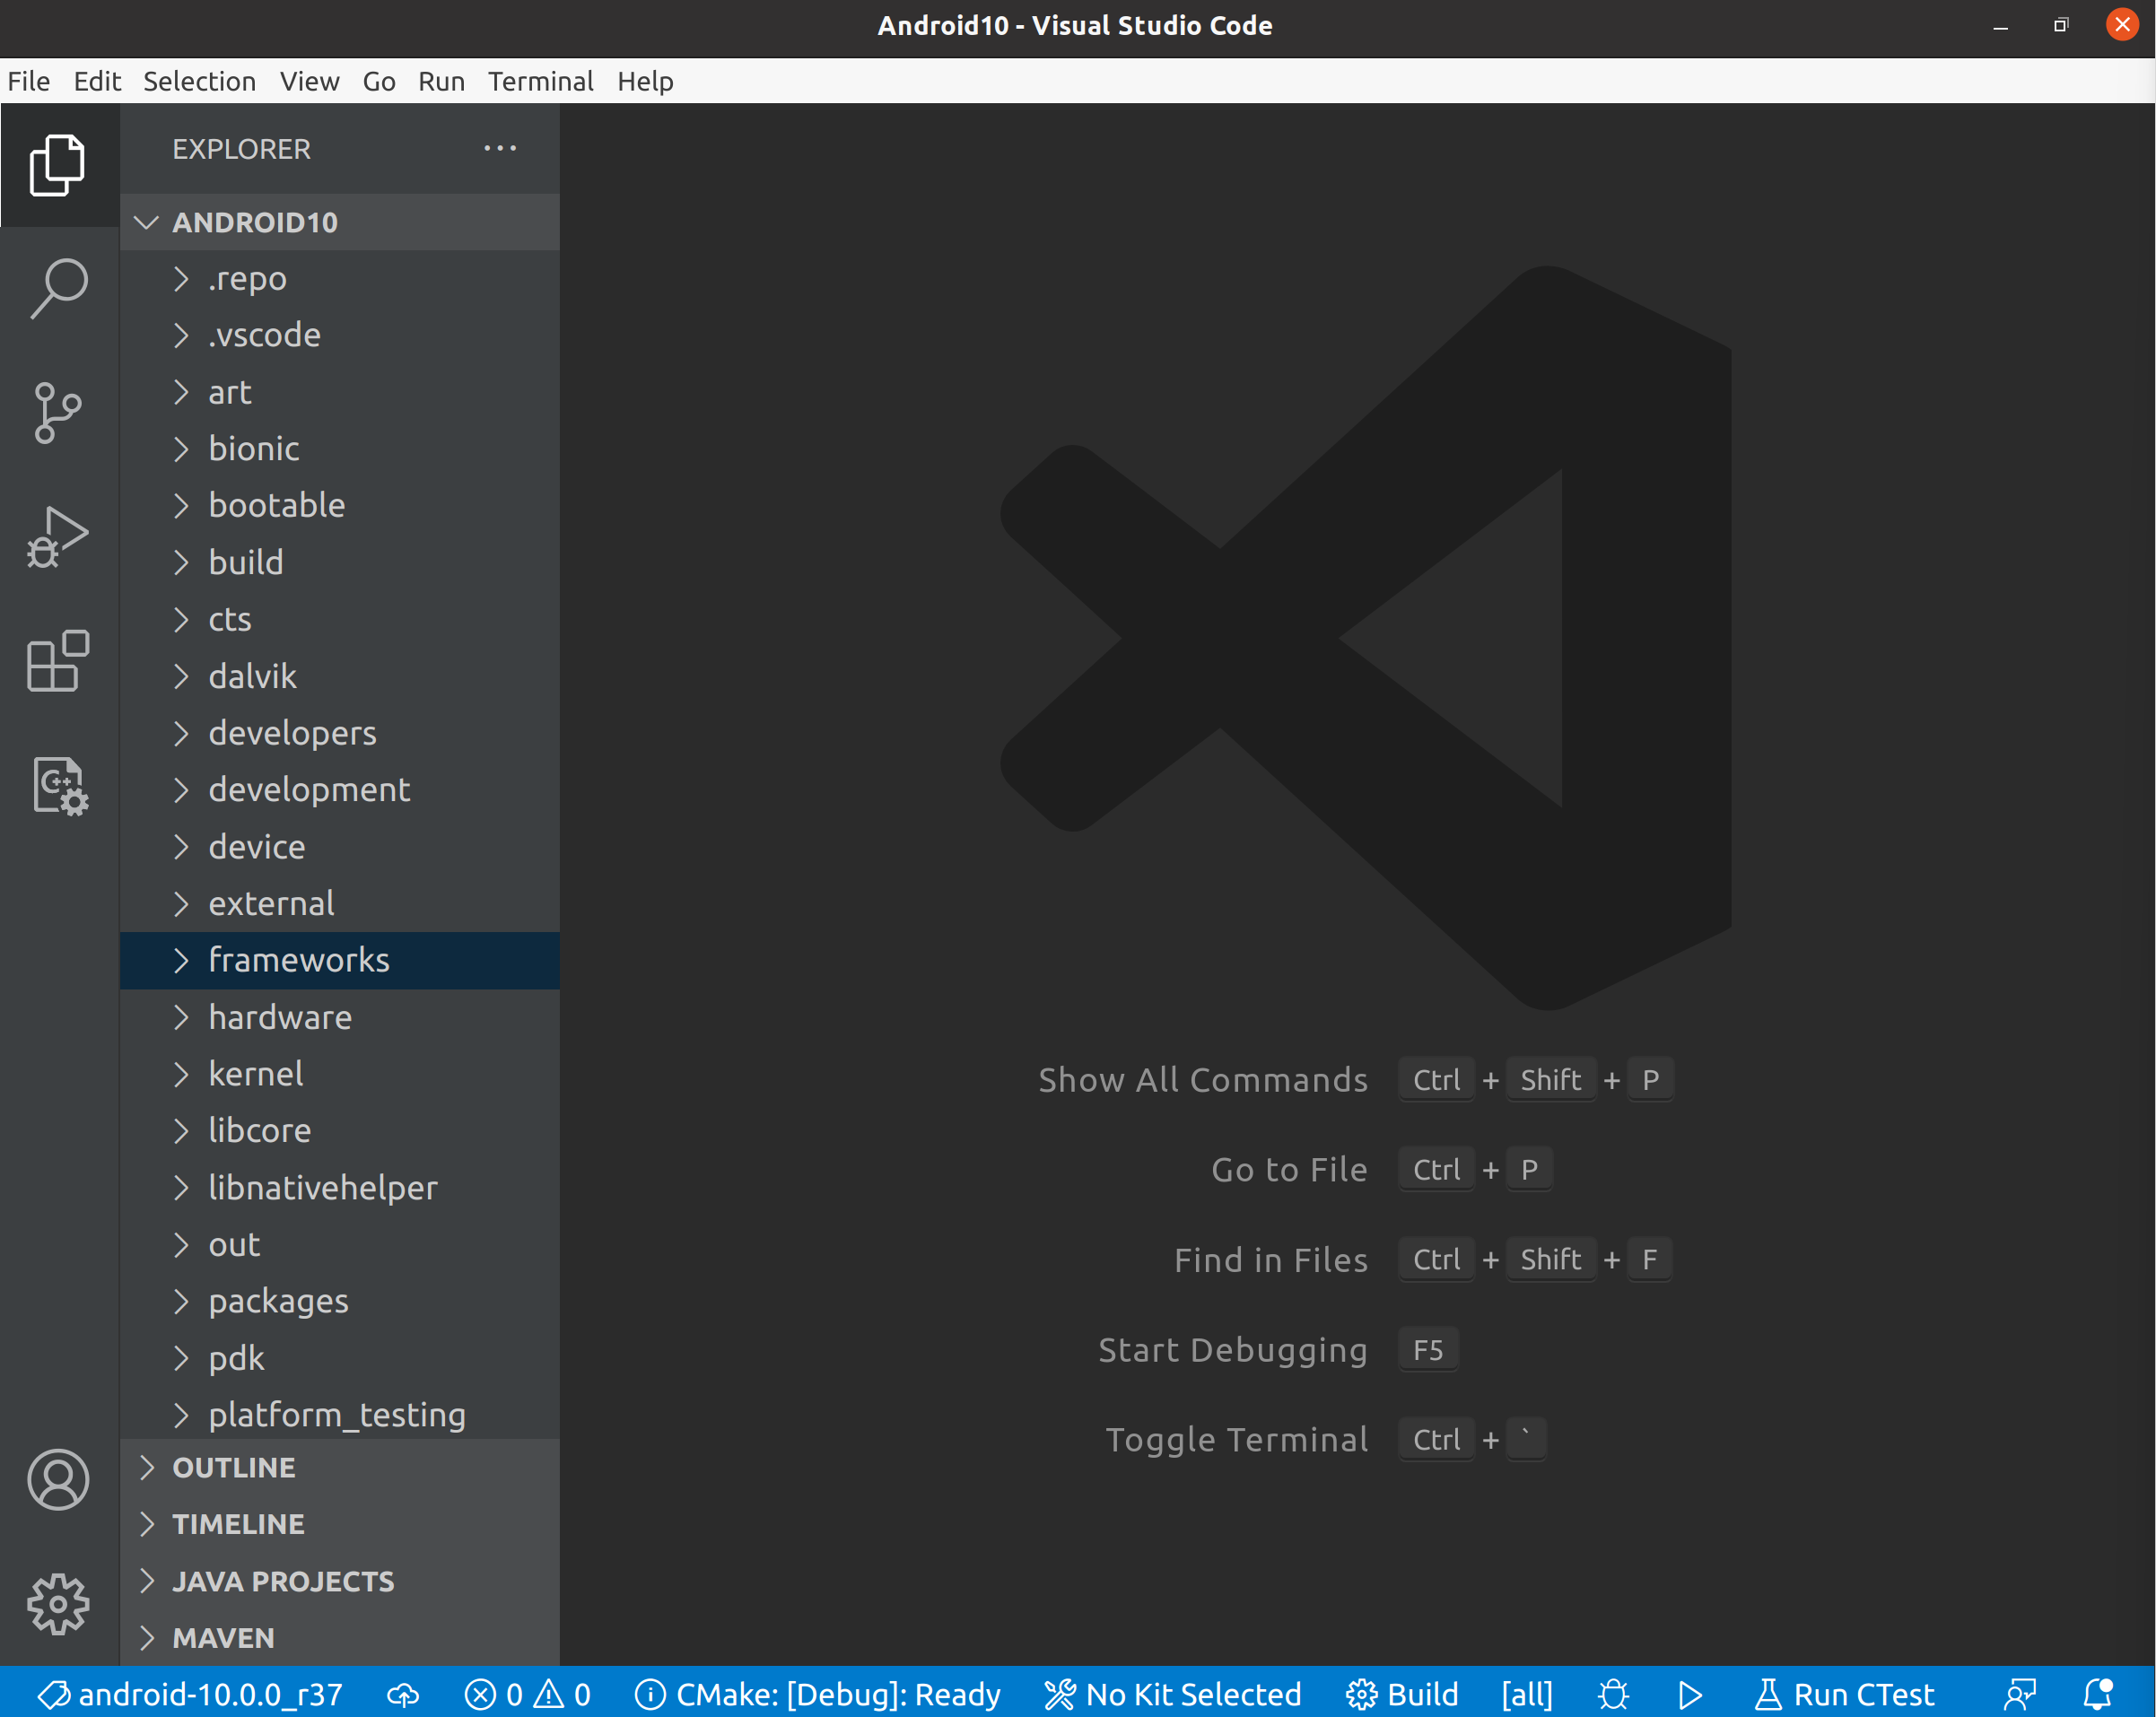 Android10 - Visual Studio Code
File Edit Selection View Go Run Terminal Help
EXPLORER ...
ANDROID10
.repo
.vscode
art
bionic
bootable
build
cts
dalvik
developers
development
device
external
frameworks
hardware
kernel
libcore
libnativehelper
out
packages
pdk
platform_testing
OUTLINE
TIMELINE
JAVA PROJECTS
MAVEN
C++
Show All Commands Ctrl + Shift + P
Go to File Ctrl + P
Find in Files Ctrl + Shift + F
Start Debugging F5
Toggle Terminal Ctrl + `
android-10.0.0_r37 0 0 CMake: [Debug]: Ready No Kit Selected Build [all] Run CTest